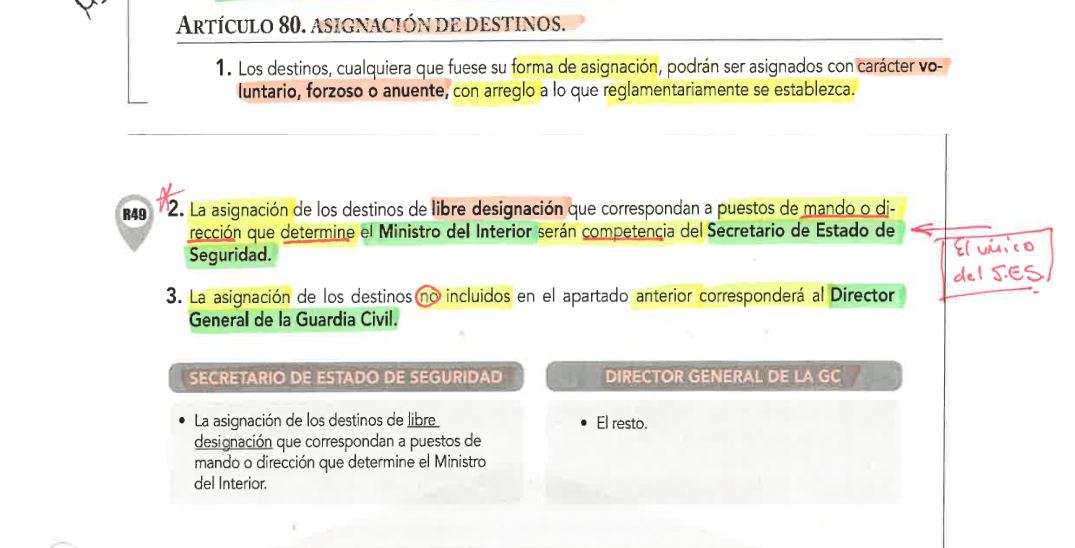 ARTÍCULO 80. ASIGNACIÓN DE DESTINOS.
1. Los destinos, cualquiera que fuese su forma de asignación, podrán ser asignados con carácter vo-
luntario, forzoso o anuente, con arreglo a lo que reglamentariamente se establezca.
R49
2. La asignación de los destinos de libre designación que correspondan a puestos de mando o di-
rección que determine el Ministro del Interior serán competencia del Secretario de Estado de
Seguridad.
El único
del S.ES.
3. La asignación de los destinos no incluidos en el apartado anterior corresponderá al Director
General de la Guardia Civil.
SECRETARIO DE ESTADO DE SEGURIDAD
• La asignación de los destinos de libre
designación que correspondan a puestos de
mando o dirección que determine el Ministro
del Interior.
DIRECTOR GENERAL DE LA GC
• El resto.